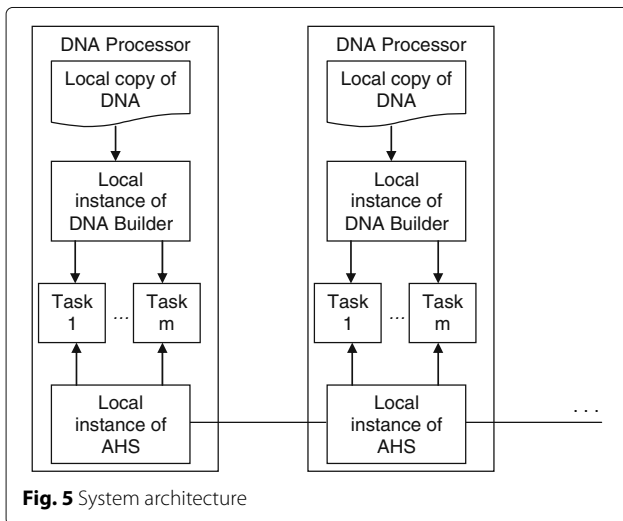 DNA Processor
Local copy of
DNA
Local
instance of
DNA Builder
Task
1
...
Task
m
Local
instance of
AHS
DNA Processor
Local copy of
DNA
Local
instance of
DNA Builder
Task
1
...
Task
m
Local
instance of
AHS
...
Fig. 5 System architecture